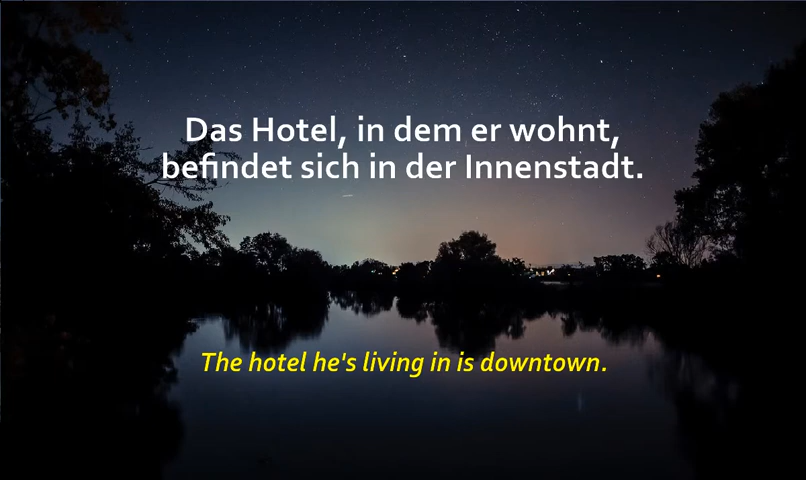 Das Hotel, in dem er wohnt,
befindet sich in der Innenstadt.
The hotel he's living in is downtown.